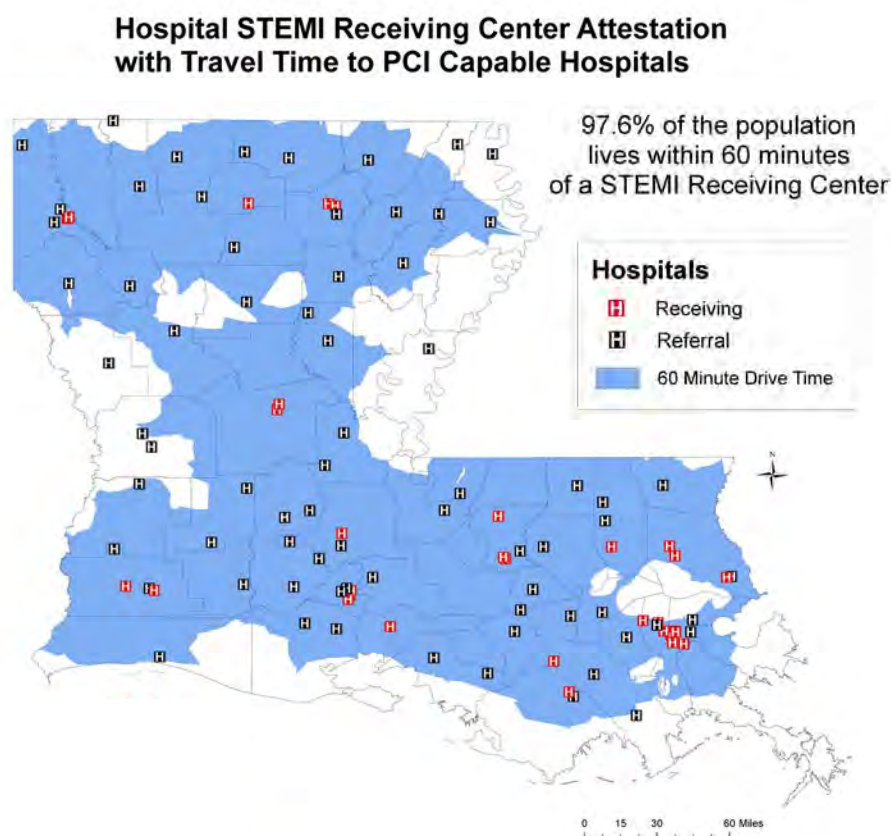 Hospital STEMI Receiving Center Attestation
with Travel Time to PCI Capable Hospitals
97.6% of the population
lives within 60 minutes
of a STEMI Receiving Center
Hospitals
H Receiving
H Referral
60 Minute Drive Time
N
0 15 30 60 Miles